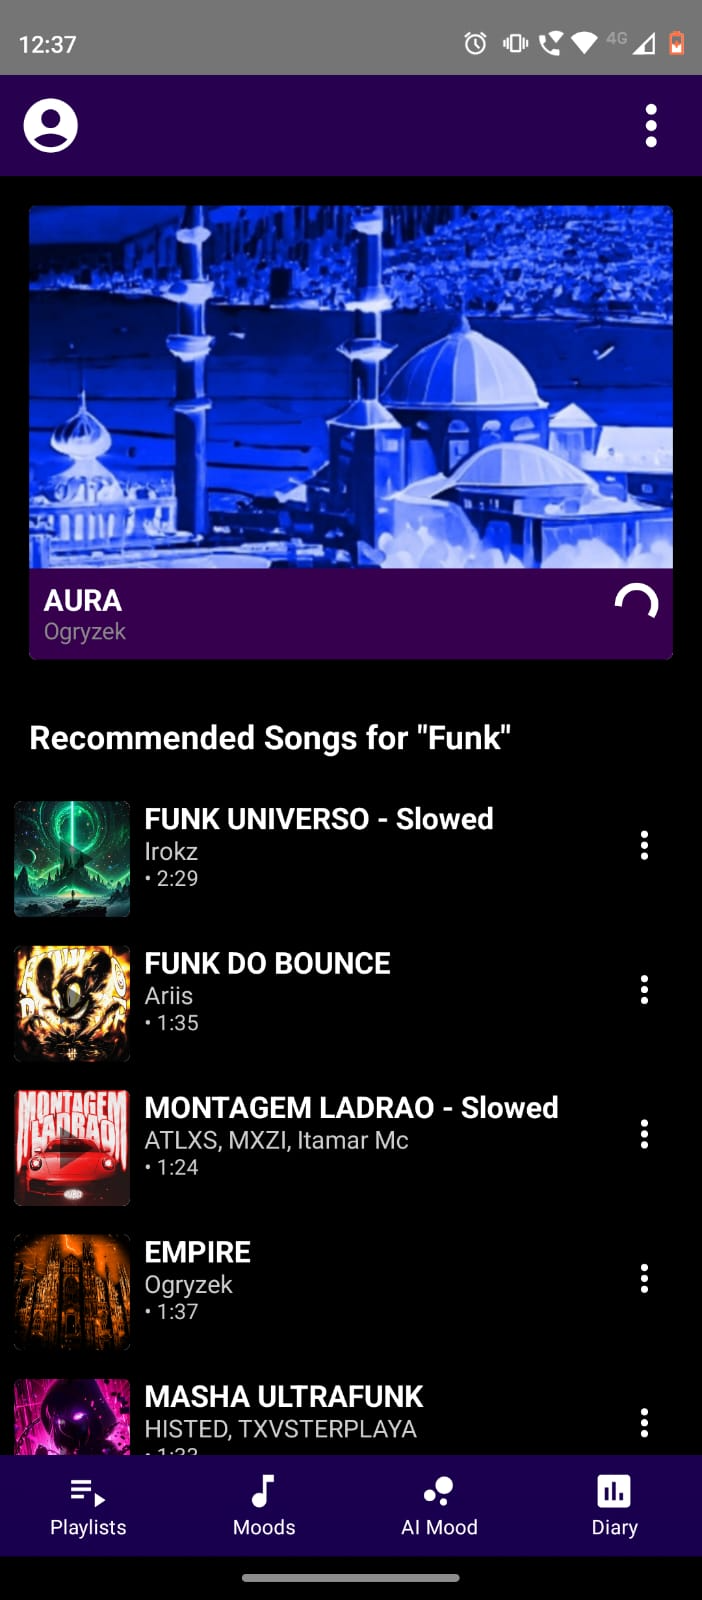 12:37
4G
AURA
Ogryzek
Recommended Songs for "Funk"
FUNK UNIVERSO - Slowed
Irokz
• 2:29
FUNK DO BOUNCE
Ariis
• 1:35
MONTAGEM
LADRAO
MONTAGEM LADRAO - Slowed
ATLXS, MXZI, Itamar Mc
• 1:24
EMPIRE
Ogryzek
• 1:37
MASHA ULTRAFUNK
HISTED, TXVSTERPLAYA
Playlists
Moods
AI Mood
Diary